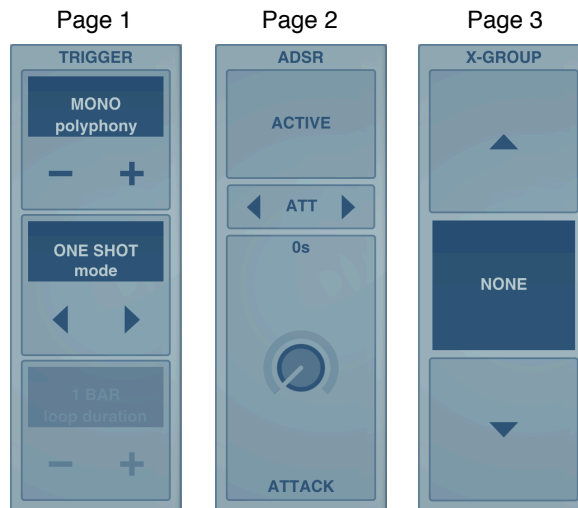 Page 1
TRIGGER
MONO
polyphony
ONE SHOT
mode
1 BAR
loop duration
Page 2
ADSR
ACTIVE
ATT
0s
ATTACK
Page 3
X-GROUP
NONE